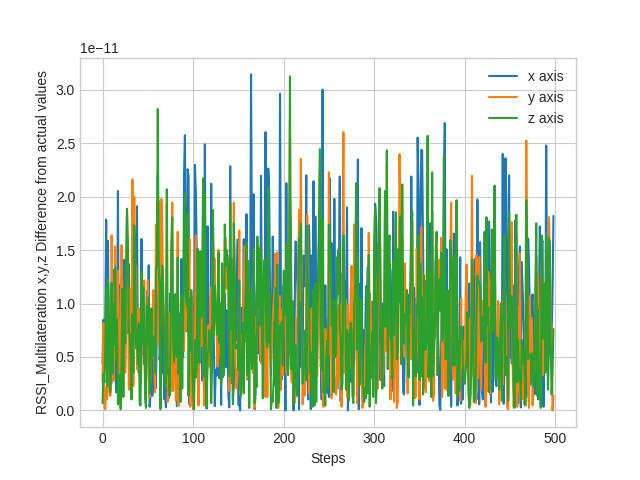 1e−11
RSSI_Multilateration x,y,z Difference from actual values
3.0
2.5
2.0
1.5
1.0
0.5
0.0
x axis
y axis
z axis
0 100 200 300 400 500
Steps